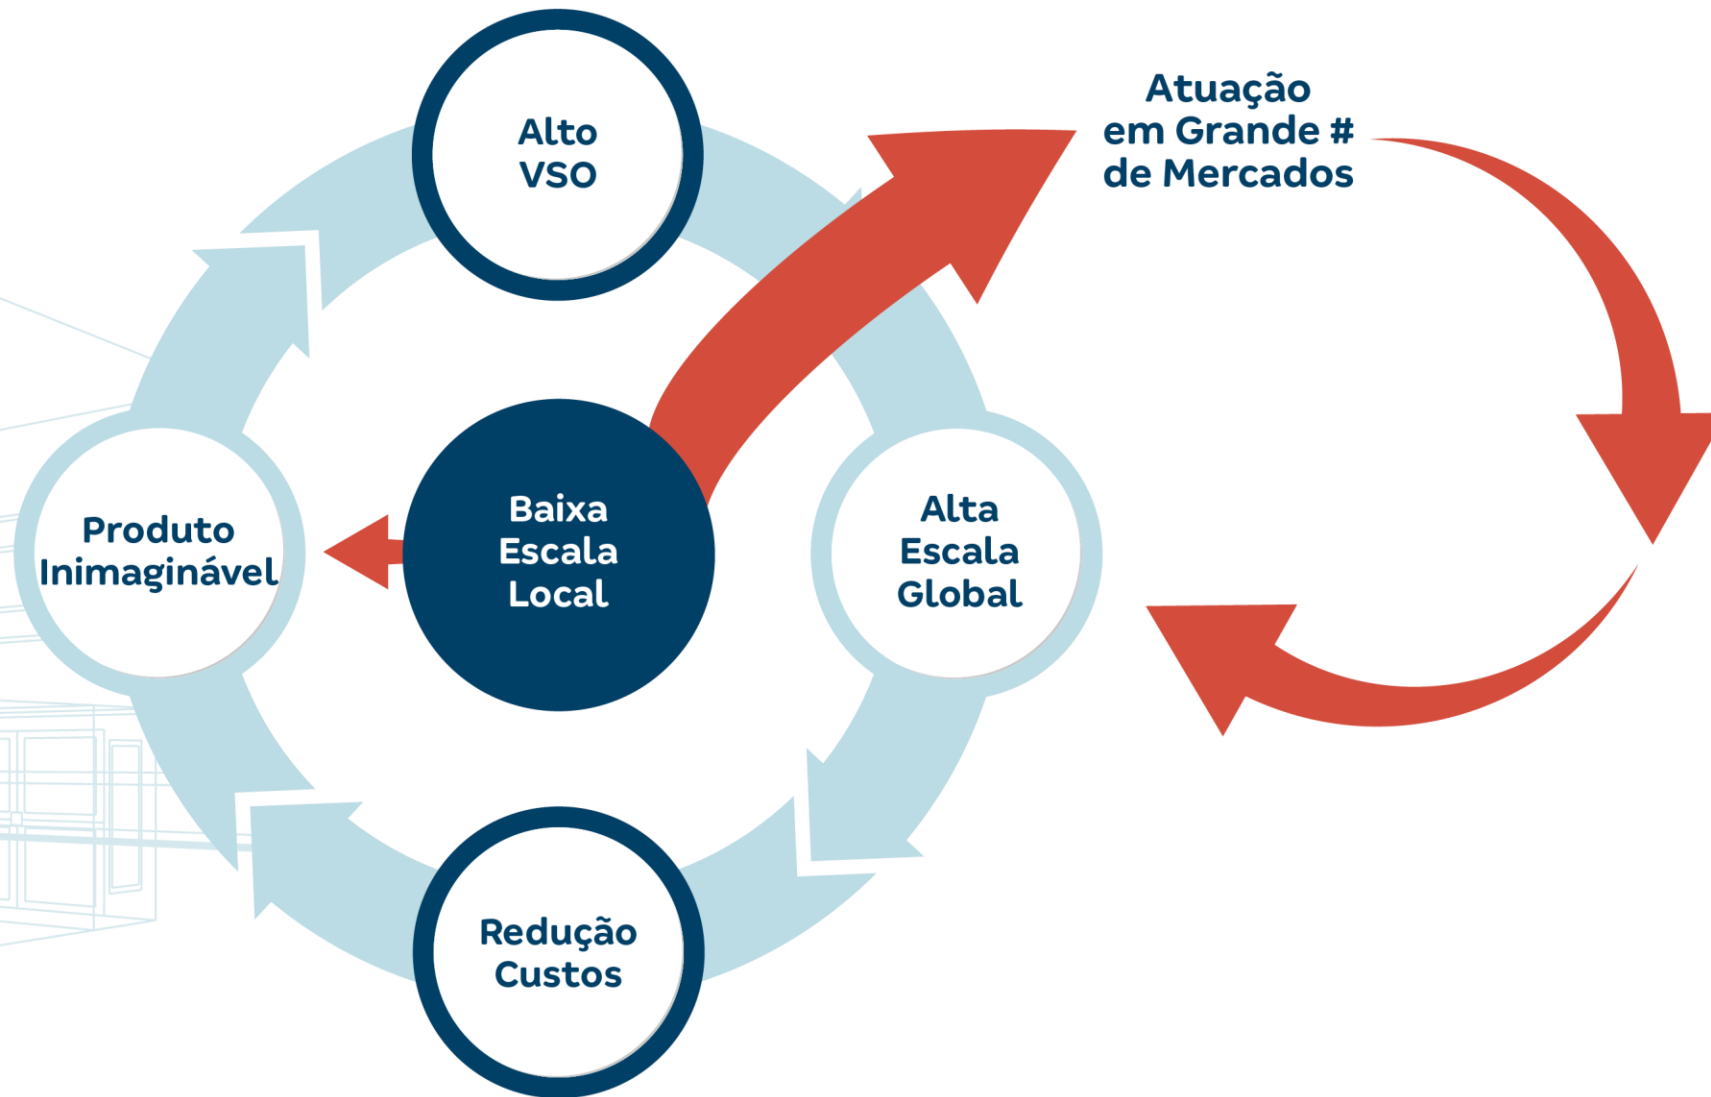 Alto
VSO
Atuação
em Grande #
de Mercados
Produto
Inimaginável
Baixa
Escala
Local
Alta
Escala
Global
Redução
Custos